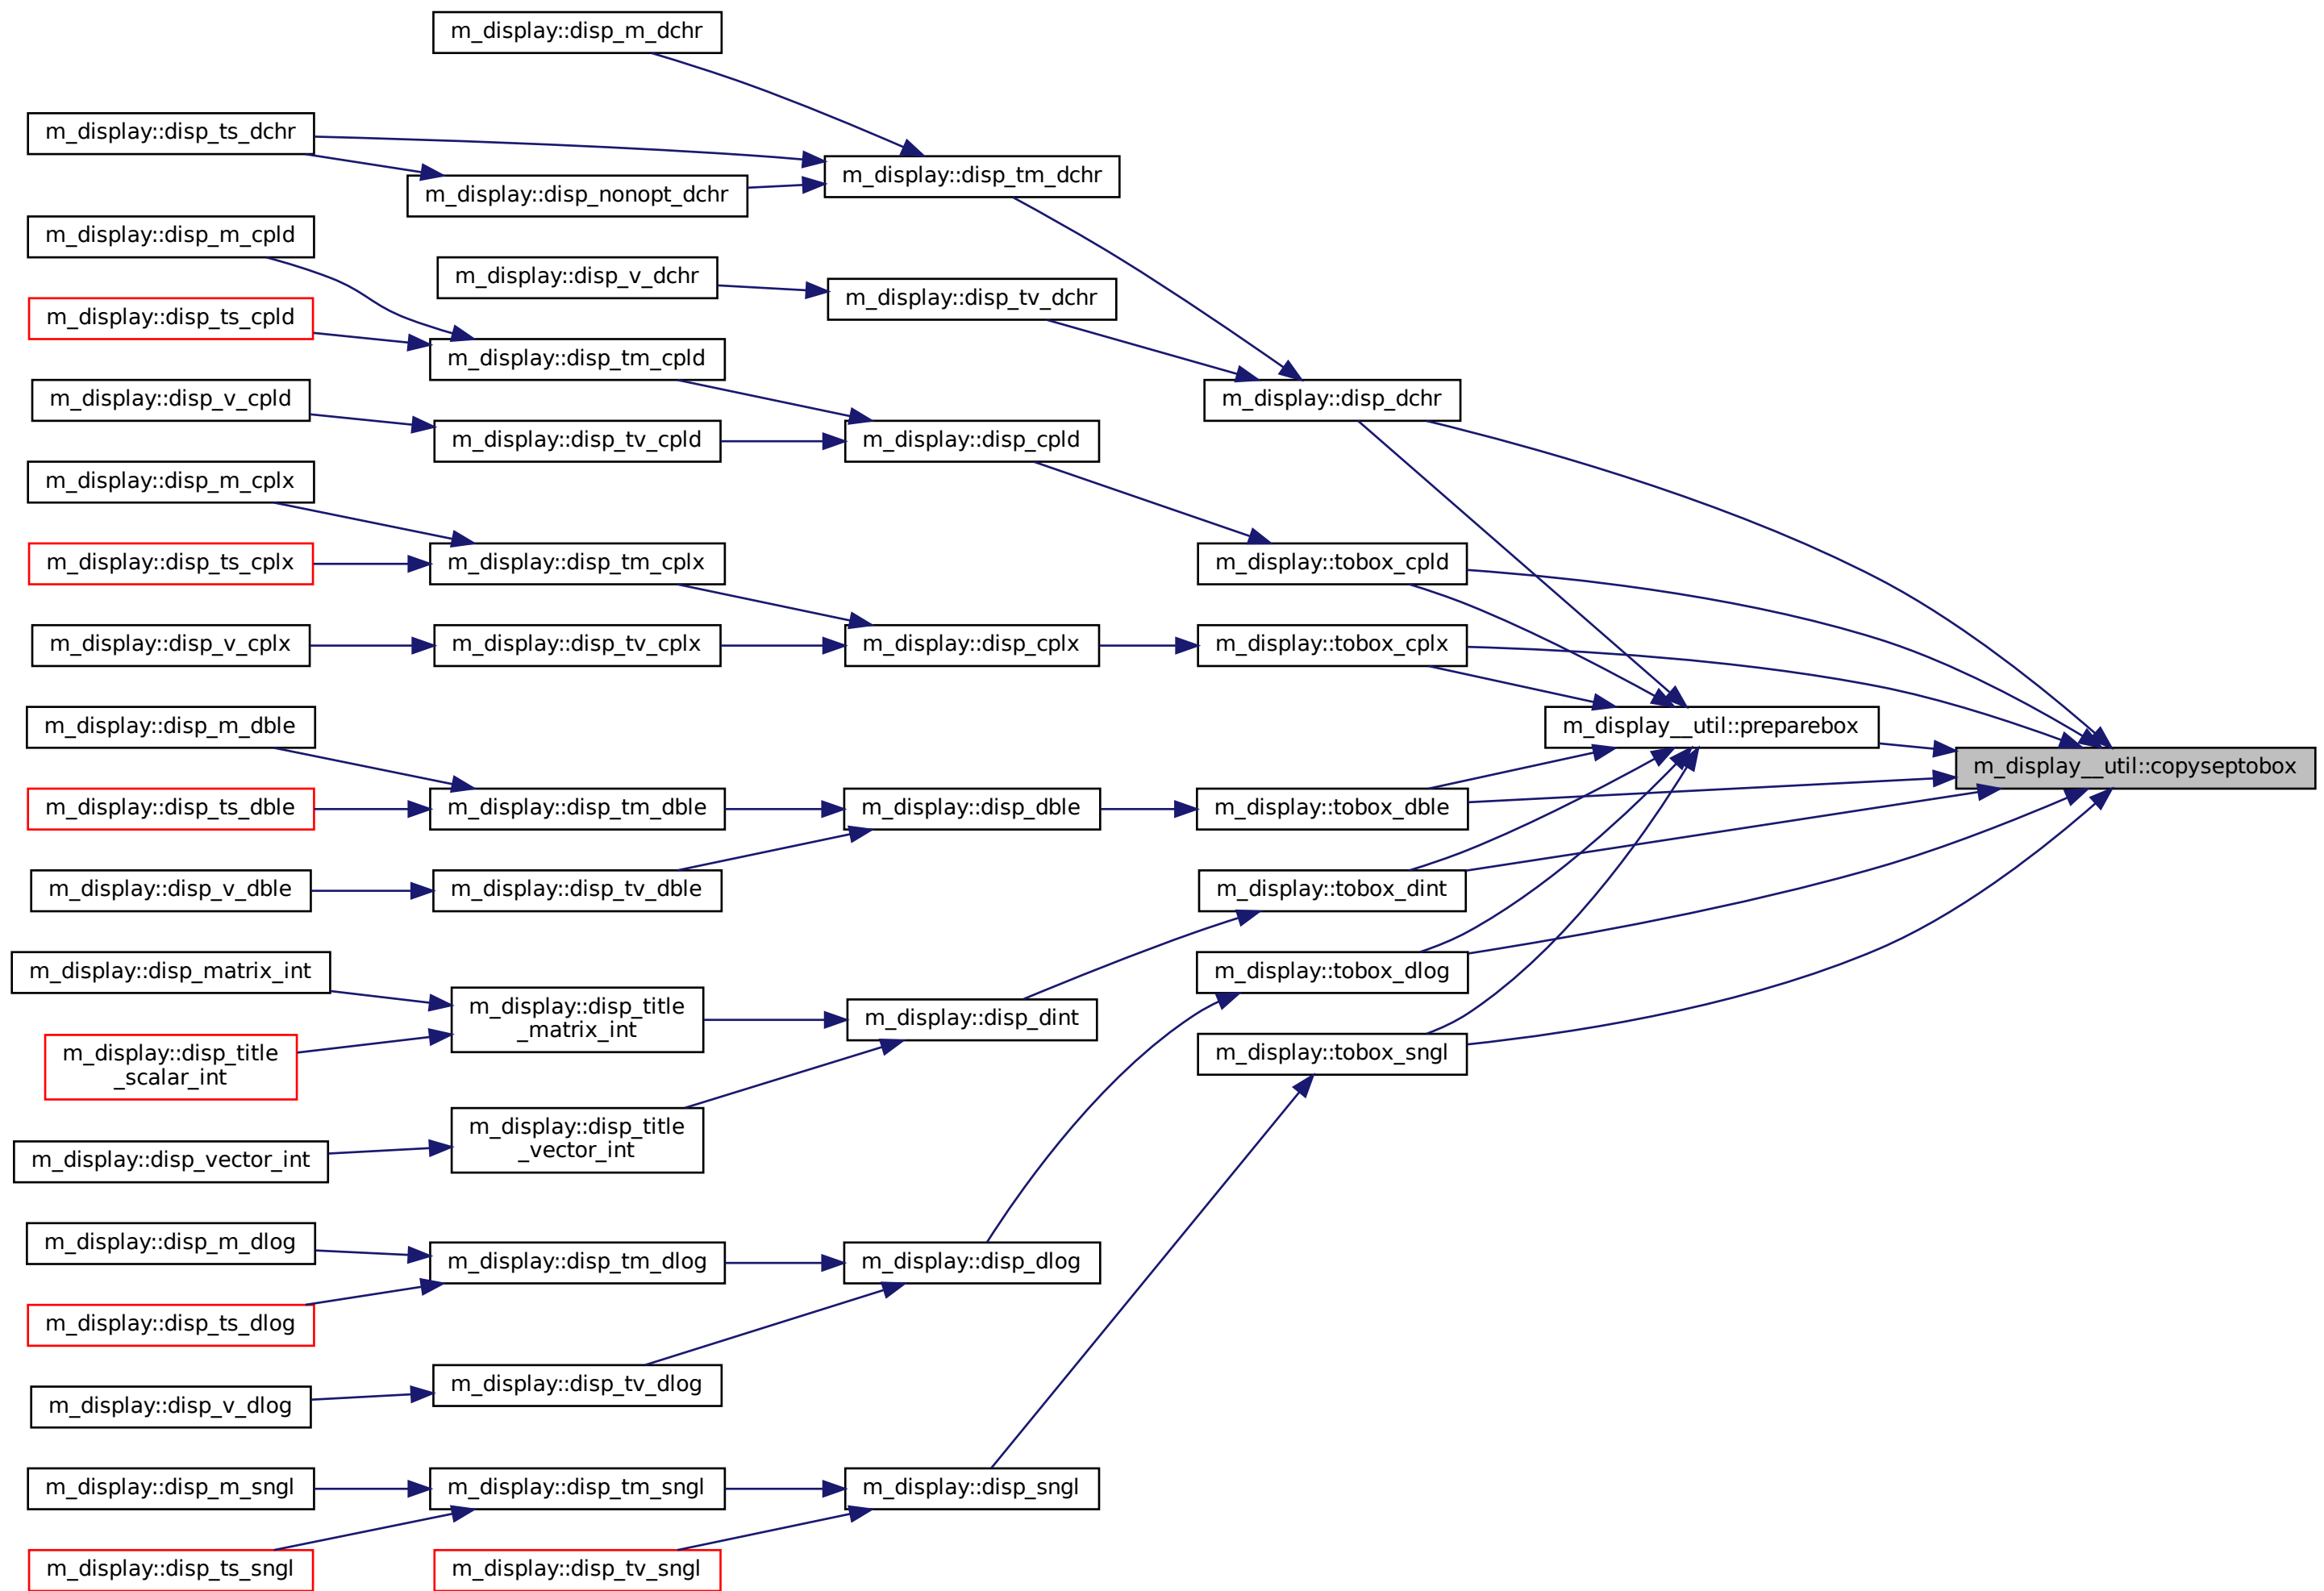 m_display::disp_m_dchr
m_display::disp_ts_dchr
m_display::disp_tm_dchr
m_display::disp_nonopt_dchr
m_display::disp_m_cpld
m_display::disp_v_dchr
m_display::disp_tv_dchr
m_display::disp_ts_cpld
m_display::disp_tm_cpld
m_display::disp_v_cpld
m_display::disp_dchr
m_display::disp_tv_cpld
m_display::disp_cpld
m_display::disp_m_cplx
m_display::disp_ts_cplx
m_display::disp_tm_cplx
m_display::tobox_cpld
m_display::disp_v_cplx
m_display::disp_tv_cplx
m_display::disp_cplx
m_display::tobox_cplx
m_display::disp_m_dble
m_display__util::preparebox
m_display__util::copyseptobox
m_display::disp_ts_dble
m_display::disp_tm_dble
m_display::disp_dble
m_display::tobox_dble
m_display::disp_v_dble
m_display::disp_tv_dble
m_display::tobox_dint
m_display::disp_matrix_int
m_display::tobox_dlog
m_display::disp_title
_matrix_int
m_display::disp_dint
m_display::disp_title
_scalar_int
m_display::tobox_sngl
m_display::disp_title
_vector_int
m_display::disp_vector_int
m_display::disp_m_dlog
m_display::disp_tm_dlog
m_display::disp_dlog
m_display::disp_ts_dlog
m_display::disp_tv_dlog
m_display::disp_v_dlog
m_display::disp_m_sngl
m_display::disp_tm_sngl
m_display::disp_sngl
m_display::disp_ts_sngl
m_display::disp_tv_sngl